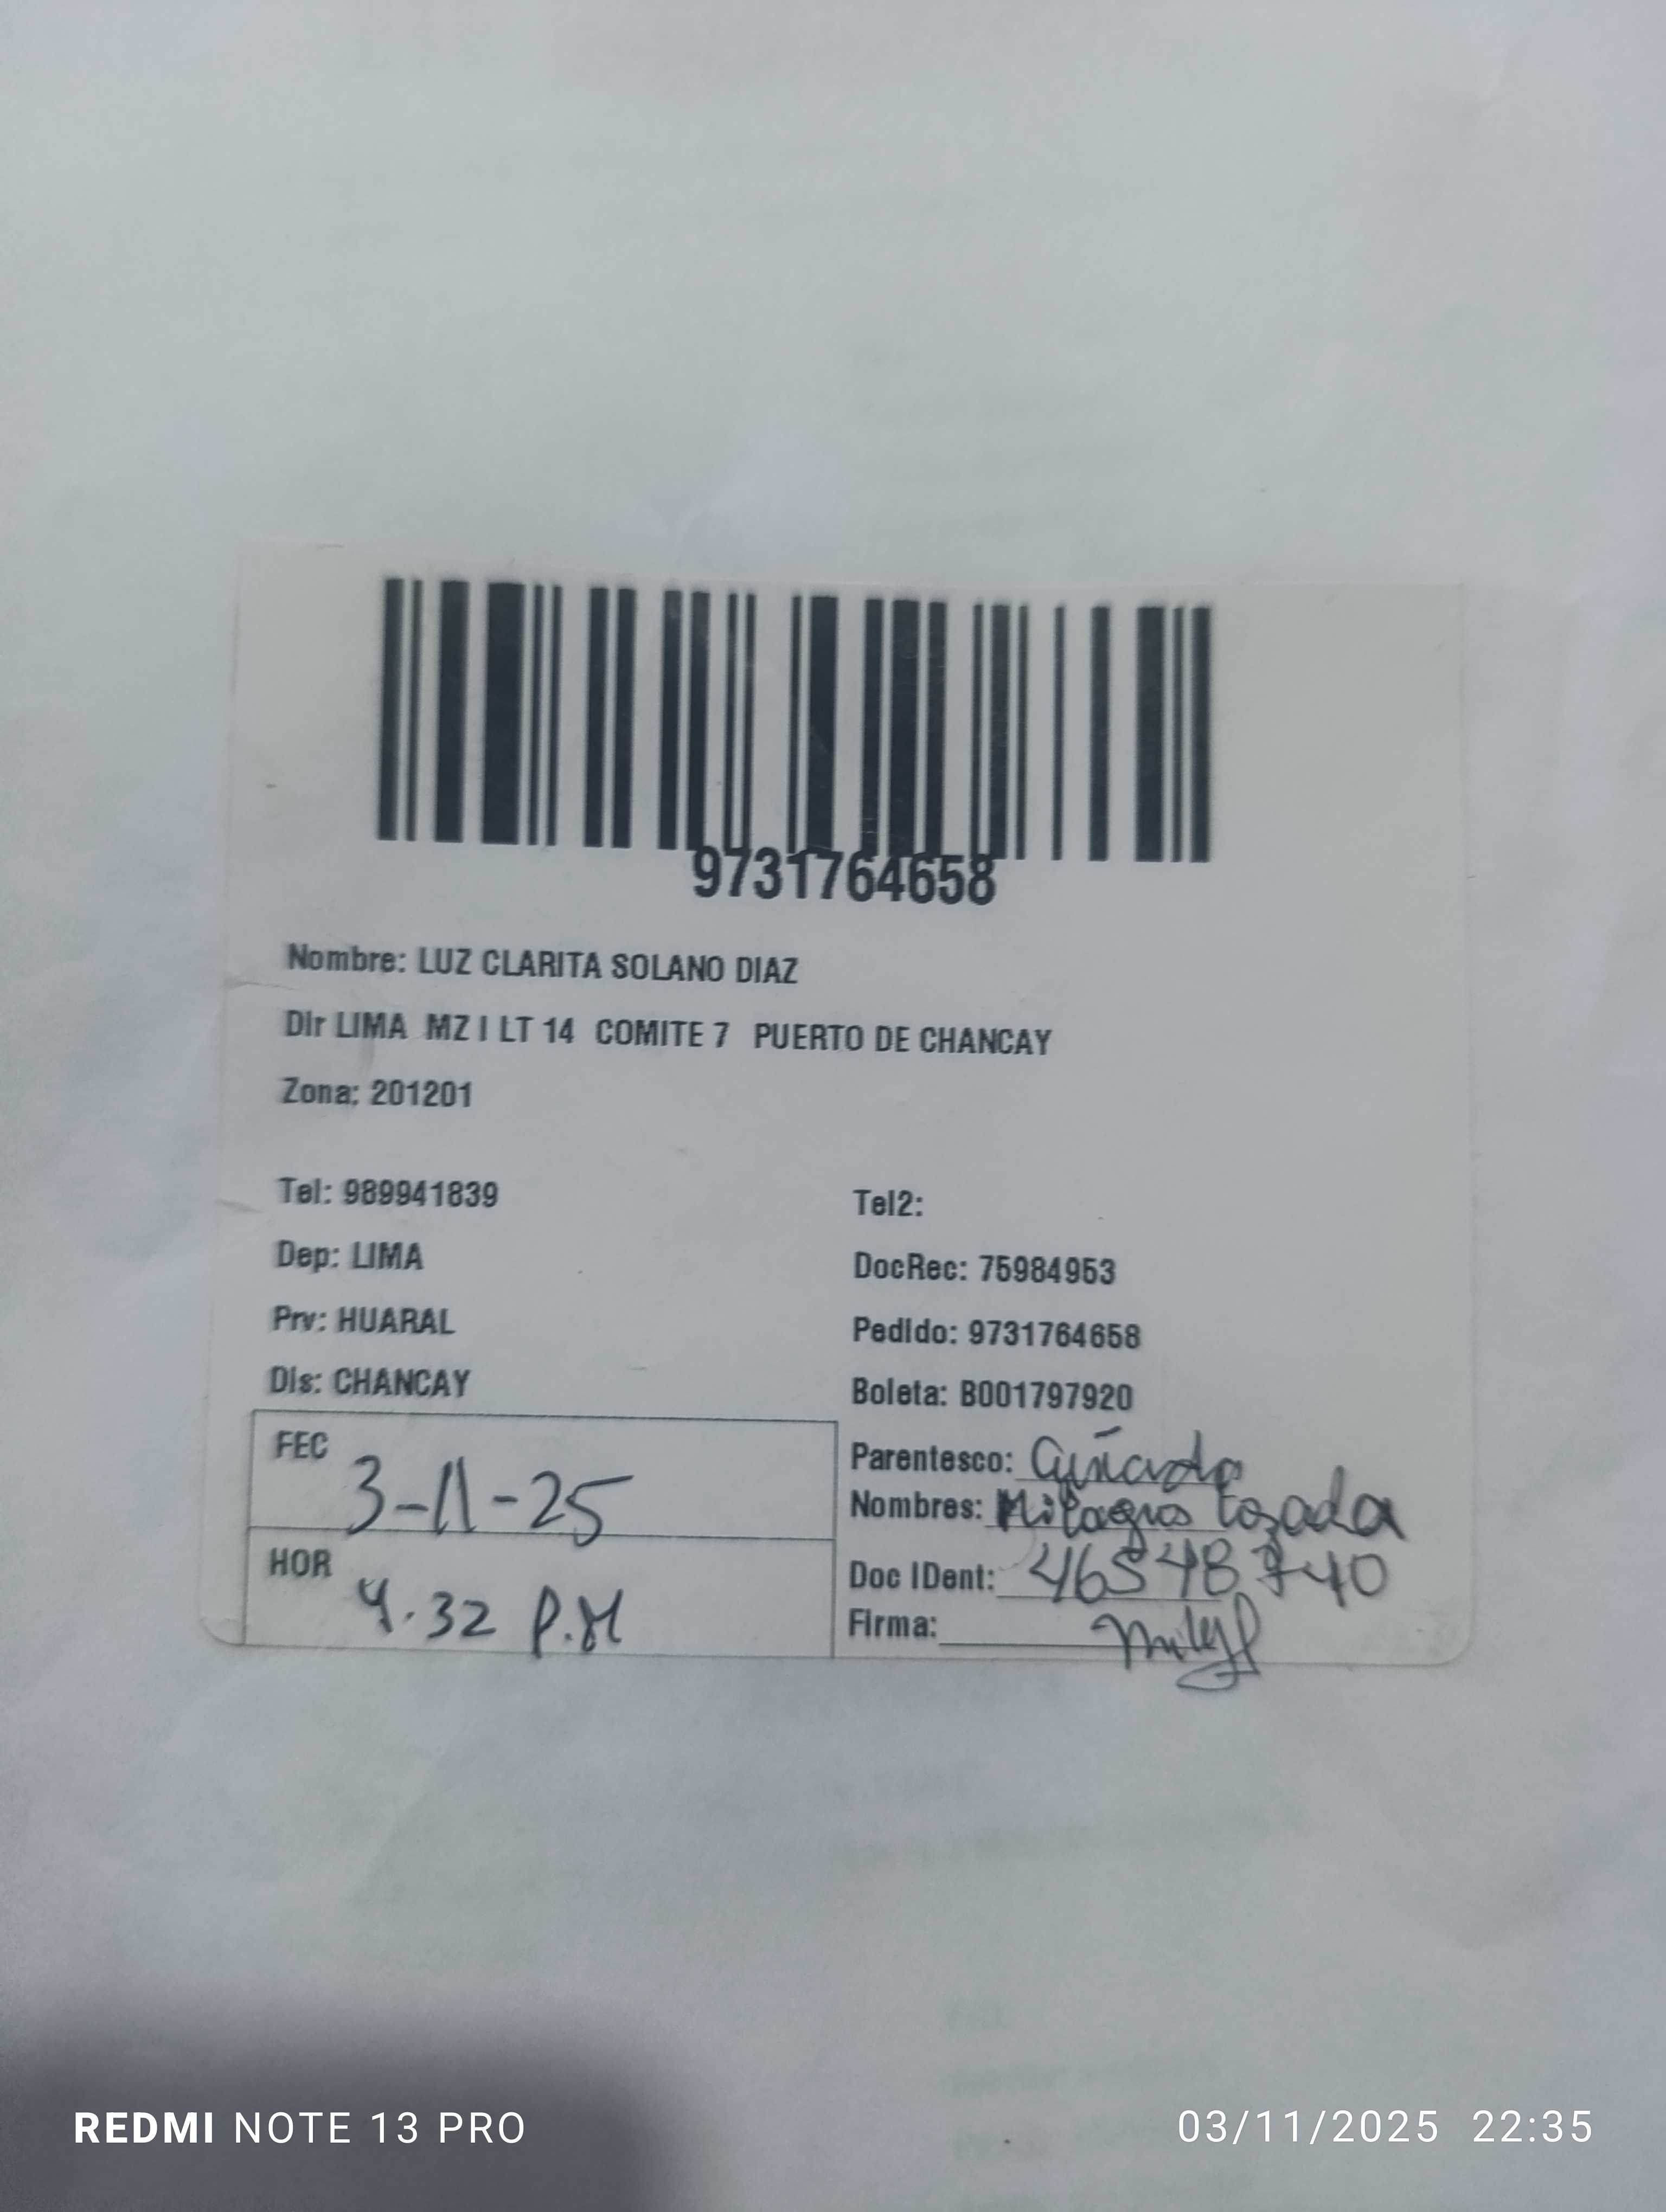 9731764658
Nombre: LUZ CLARITA SOLANO DIAZ
Dir LIMA MZ I LT 14 COMITE 7 PUERTO DE CHANCAY
Zona: 201201
Tel: 989941839
Tel2:
Dep: LIMA
DocRec: 75984953
Prv: HUARAL
Pedido: 9731764658
Dis: CHANCAY
Boleta: B001797920
FEC 3-11-25
Parentesco: Cuñada
Nombres: Milagros Lozada
HOR 4.32 P.M
Doc IDent: 46548740
Firma:
REDMI NOTE 13 PRO
03/11/2025 22:35